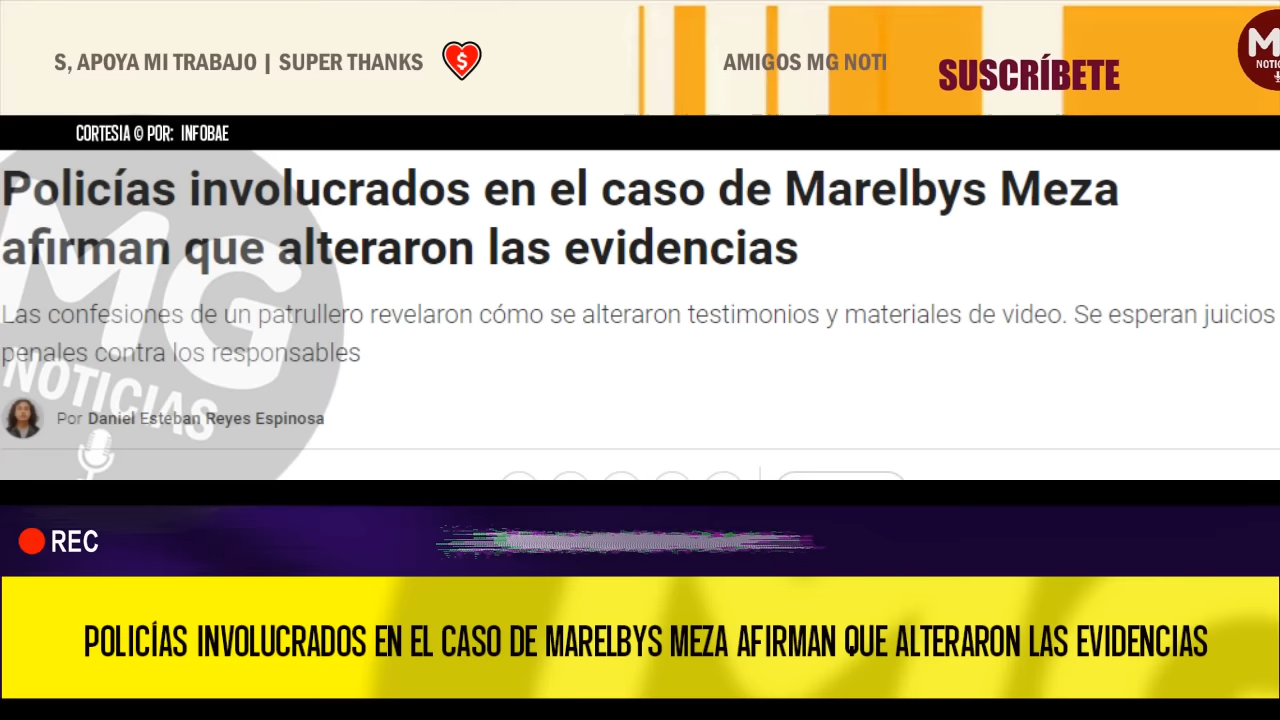 S, APOYA MI TRABAJO | SUPER THANKS
$
AMIGOS MG NOTI
SUSCRÍBETE
M
NOTIC
CORTESIA © POR: INFOBAE
Policías involucrados en el caso de Marelbys Meza
afirman que alteraron las evidencias
Las confesiones de un patrullero revelaron cómo se alteraron testimonios y materiales de video. Se esperan juicios
penales contra los responsables
MG
NOTICIAS
Por Daniel Esteban Reyes Espinosa
REC
POLICÍAS INVOLUCRADOS EN EL CASO DE MARELBYS MEZA AFIRMAN QUE ALTERARON LAS EVIDENCIAS